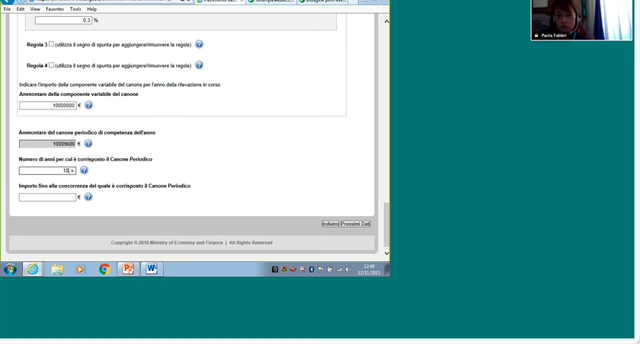 File Edit View Favorites Tools Help
0,3 %
Regola 3 (utilizza il segno di spunta per aggiungere/rimuovere la regola)
Regola 4 (utilizza il segno di spunta per aggiungere/rimuovere la regola)
Indicare l'importo della componente variabile del canone per l'anno della rilevazione in corso.
Ammontare della componente variabile del canone
10000000 €
Ammontare del canone periodico di competenza dell'anno
10009600 €
Numero di anni per cui è corrisposto il Canone Periodico
10
Importo fino alla concorrenza del quale è corrisposto il Canone Periodico
€
Indietro Prossimi Dati
Copyright © 2010 Ministry of Economy and Finance | All Rights Reserved
12:49
12/11/2015
Paola Fabbri